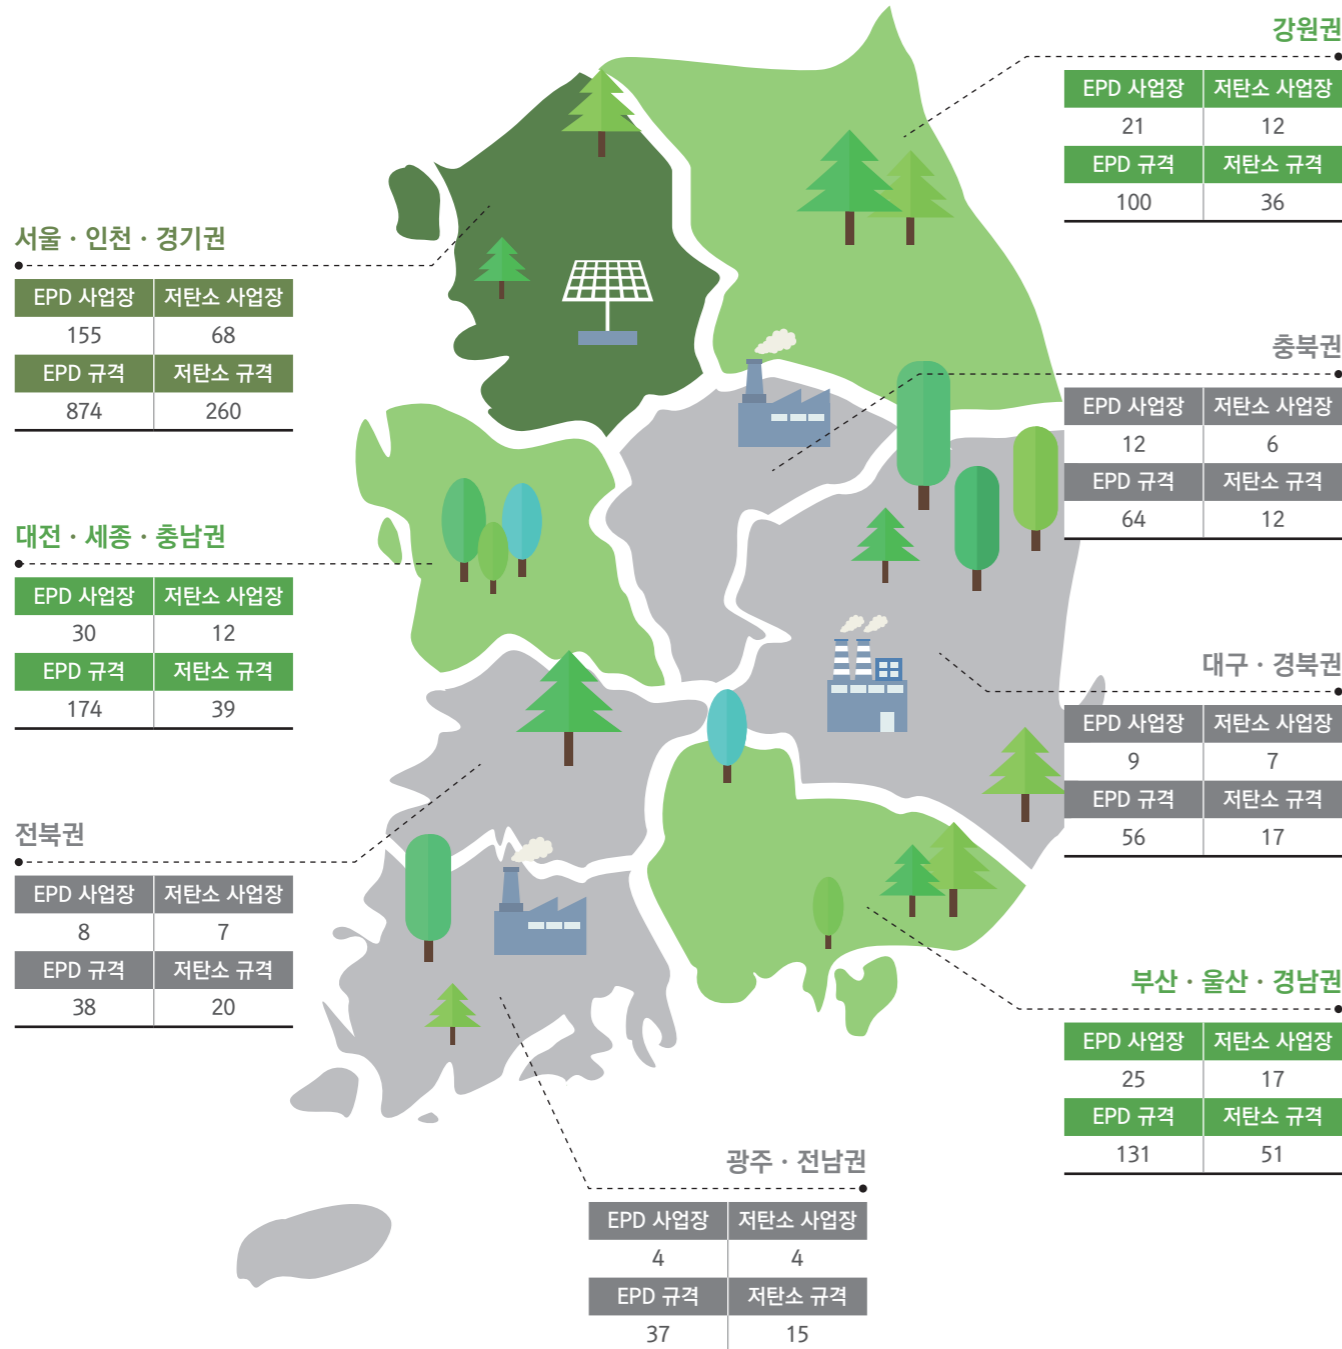 강원권
EPD 사업장 저탄소 사업장
21 12
EPD 규격 저탄소 규격
100 36
서울 · 인천 · 경기권
EPD 사업장 저탄소 사업장
155 68
EPD 규격 저탄소 규격
874 260
충북권
EPD 사업장 저탄소 사업장
12 6
EPD 규격 저탄소 규격
64 12
대전 · 세종 · 충남권
EPD 사업장 저탄소 사업장
30 12
EPD 규격 저탄소 규격
174 39
대구 · 경북권
EPD 사업장 저탄소 사업장
9 7
EPD 규격 저탄소 규격
56 17
전북권
EPD 사업장 저탄소 사업장
8 7
EPD 규격 저탄소 규격
38 20
부산 · 울산 · 경남권
EPD 사업장 저탄소 사업장
25 17
EPD 규격 저탄소 규격
131 51
광주 · 전남권
EPD 사업장 저탄소 사업장
4 4
EPD 규격 저탄소 규격
37 15